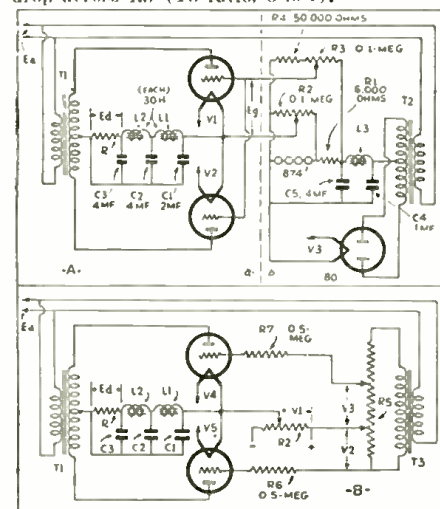 R4 50,000 OHMS
Ea
T1
Ed
R
(EACH)
30H
L2
L1
C3
4MF
C2
4MF
C1
2MF
V1
V2
Eg
R3 0.1-MEG
R2
0.1 MEG
R1
6,000
OHMS
L3
T2
874
C5, 4MF
C4
1MF
V3
80
-A-
a
b
Ea
T1
Ed
R
L2
L1
C3
C2
C1
V4
V5
R7 0.5-
MEG
+ V1 -
R2
- +
V3
V2
R5
R6
0.5-MEG
T3
-B-